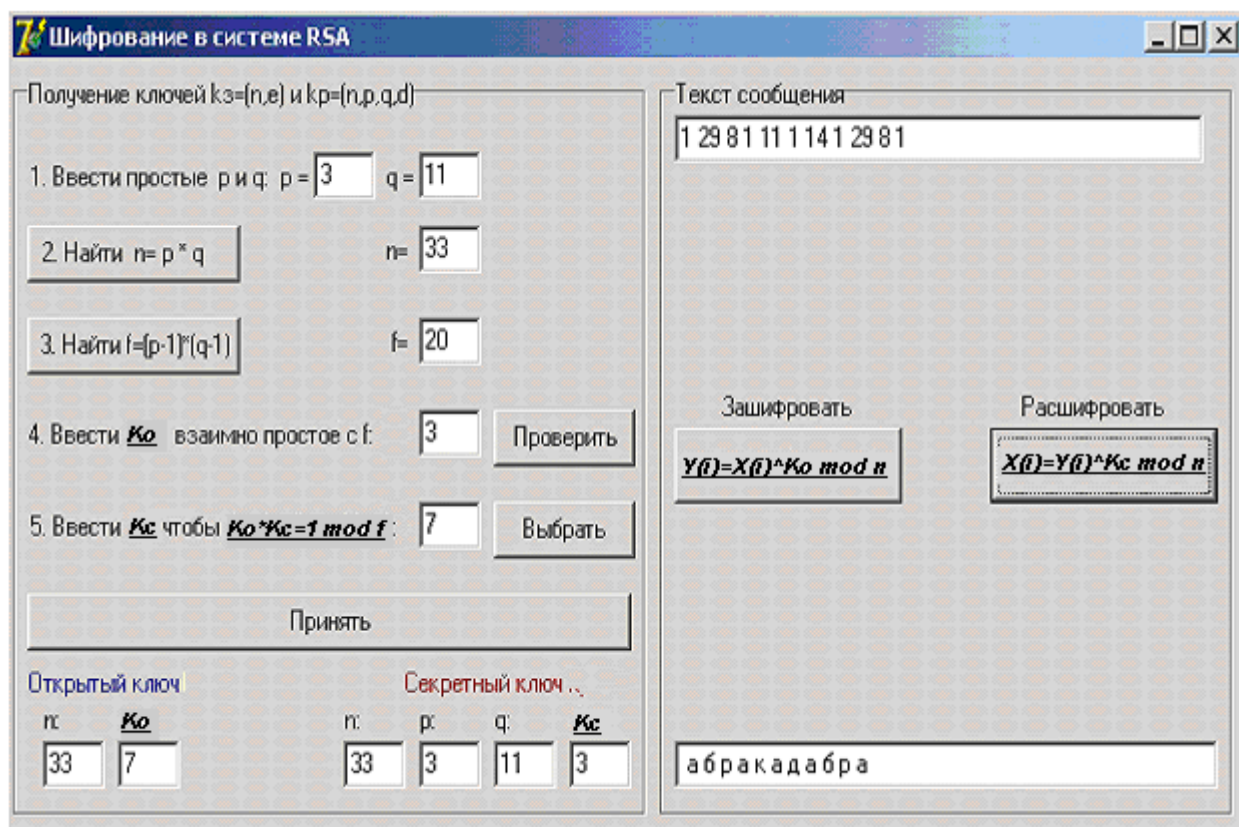 Шифрование в системе RSA
Получение ключей kз=(n,e) и kр=(n,p,q,d)
1. Ввести простые p и q: p = 3 q = 11
2. Найти n= p * q n= 33
3. Найти f=(p-1)*(q-1) f= 20
4. Ввести Ko взаимно простое с f: 3 Проверить
5. Ввести Kc чтобы Ko*Kc=1 mod f : 7 Выбрать
Принять
Открытый ключ Секретный ключ ..
n: Ko n: p: q: Kc
33 7 33 3 11 3
Текст сообщения
1 29 8 1 11 1 14 1 29 8 1
Зашифровать Расшифровать
Y(i)=X(i)^Ko mod n X(i)=Y(i)^Kc mod n
а б р а к а д а б р а